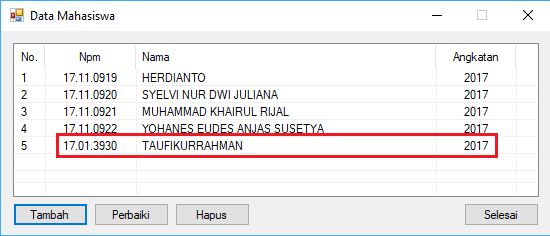 Data Mahasiswa
No. Npm Nama Angkatan
1 17.11.0919 HERDIANTO 2017
2 17.11.0920 SYELVI NUR DWI JULIANA 2017
3 17.11.0921 MUHAMMAD KHAIRUL RIJAL 2017
4 17.11.0922 YOHANES EUDES ANJAS SUSETYA 2017
5 17.01.3930 TAUFIKURRAHMAN 2017
Tambah Perbaiki Hapus Selesai